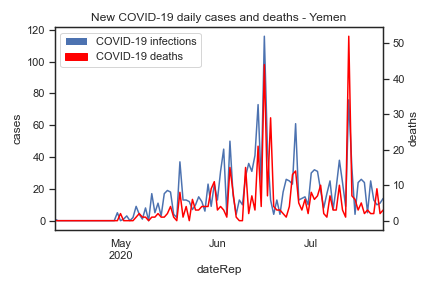 New COVID-19 daily cases and deaths - Yemen
COVID-19 infections
COVID-19 deaths
120
100
80
60
40
20
0
cases
50
40
30
20
10
0
deaths
May
2020
Jun
Jul
dateRep